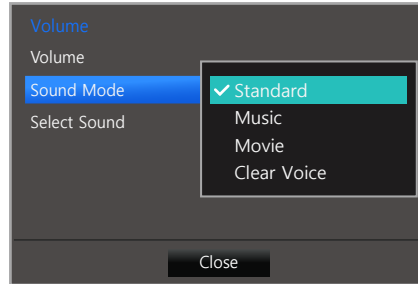 Volume
Volume
Sound Mode
Select Sound
Standard
Music
Movie
Clear Voice
Close